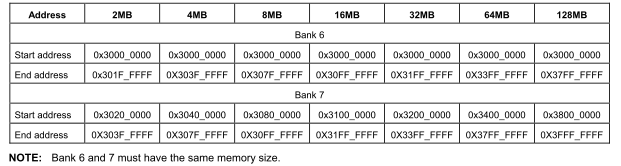 Address 2MB 4MB 8MB 16MB 32MB 64MB 128MB
Bank 6
Start address 0x3000_0000 0x3000_0000 0x3000_0000 0x3000_0000 0x3000_0000 0x3000_0000 0x3000_0000
End address 0x301F_FFFF 0x303F_FFFF 0x307F_FFFF 0x30FF_FFFF 0x31FF_FFFF 0x33FF_FFFF 0x37FF_FFFF
Bank 7
Start address 0x3020_0000 0x3040_0000 0x3080_0000 0x3100_0000 0x3200_0000 0x3400_0000 0x3800_0000
End address 0X303F_FFFF 0X307F_FFFF 0X30FF_FFFF 0X31FF_FFFF 0X33FF_FFFF 0X37FF_FFFF 0X3FFF_FFFF
NOTE: Bank 6 and 7 must have the same memory size.